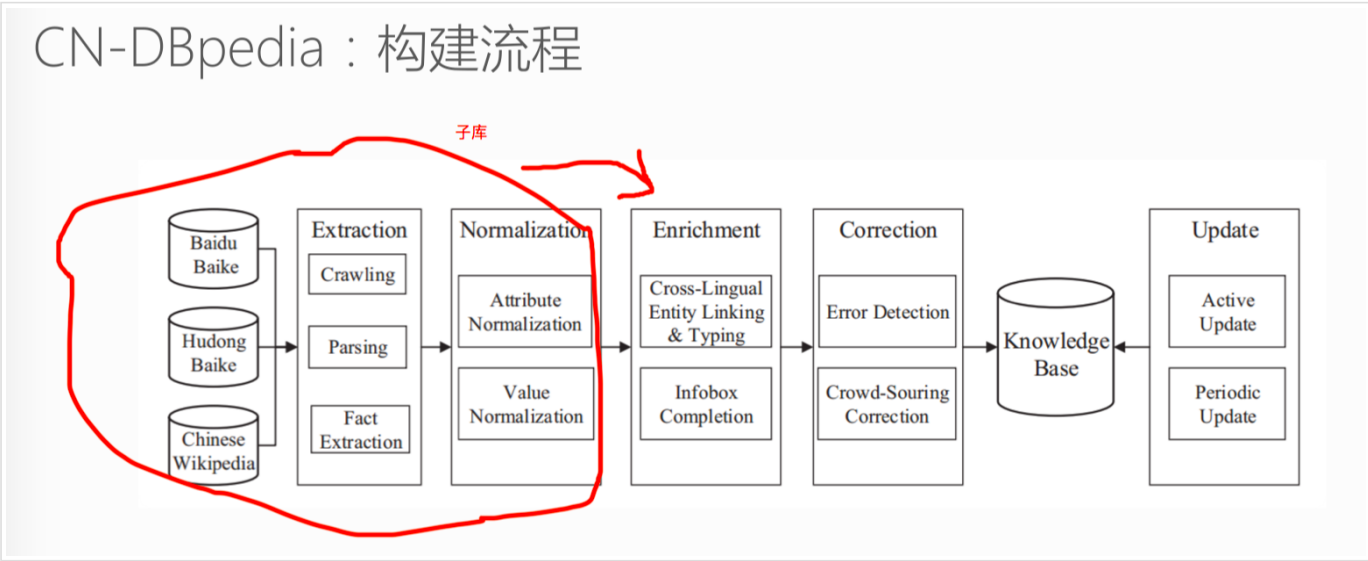 CN-DBpedia：构建流程
子库
Baidu
Baike
Hudong
Baike
Chinese
Wikipedia
Extraction
Crawling
Parsing
Fact
Extraction
Normalization
Attribute
Normalization
Value
Normalization
Enrichment
Cross-Lingual
Entity Linking
& Typing
Infobox
Completion
Correction
Error Detection
Crowd-Souring
Correction
Knowledge
Base
Update
Active
Update
Periodic
Update